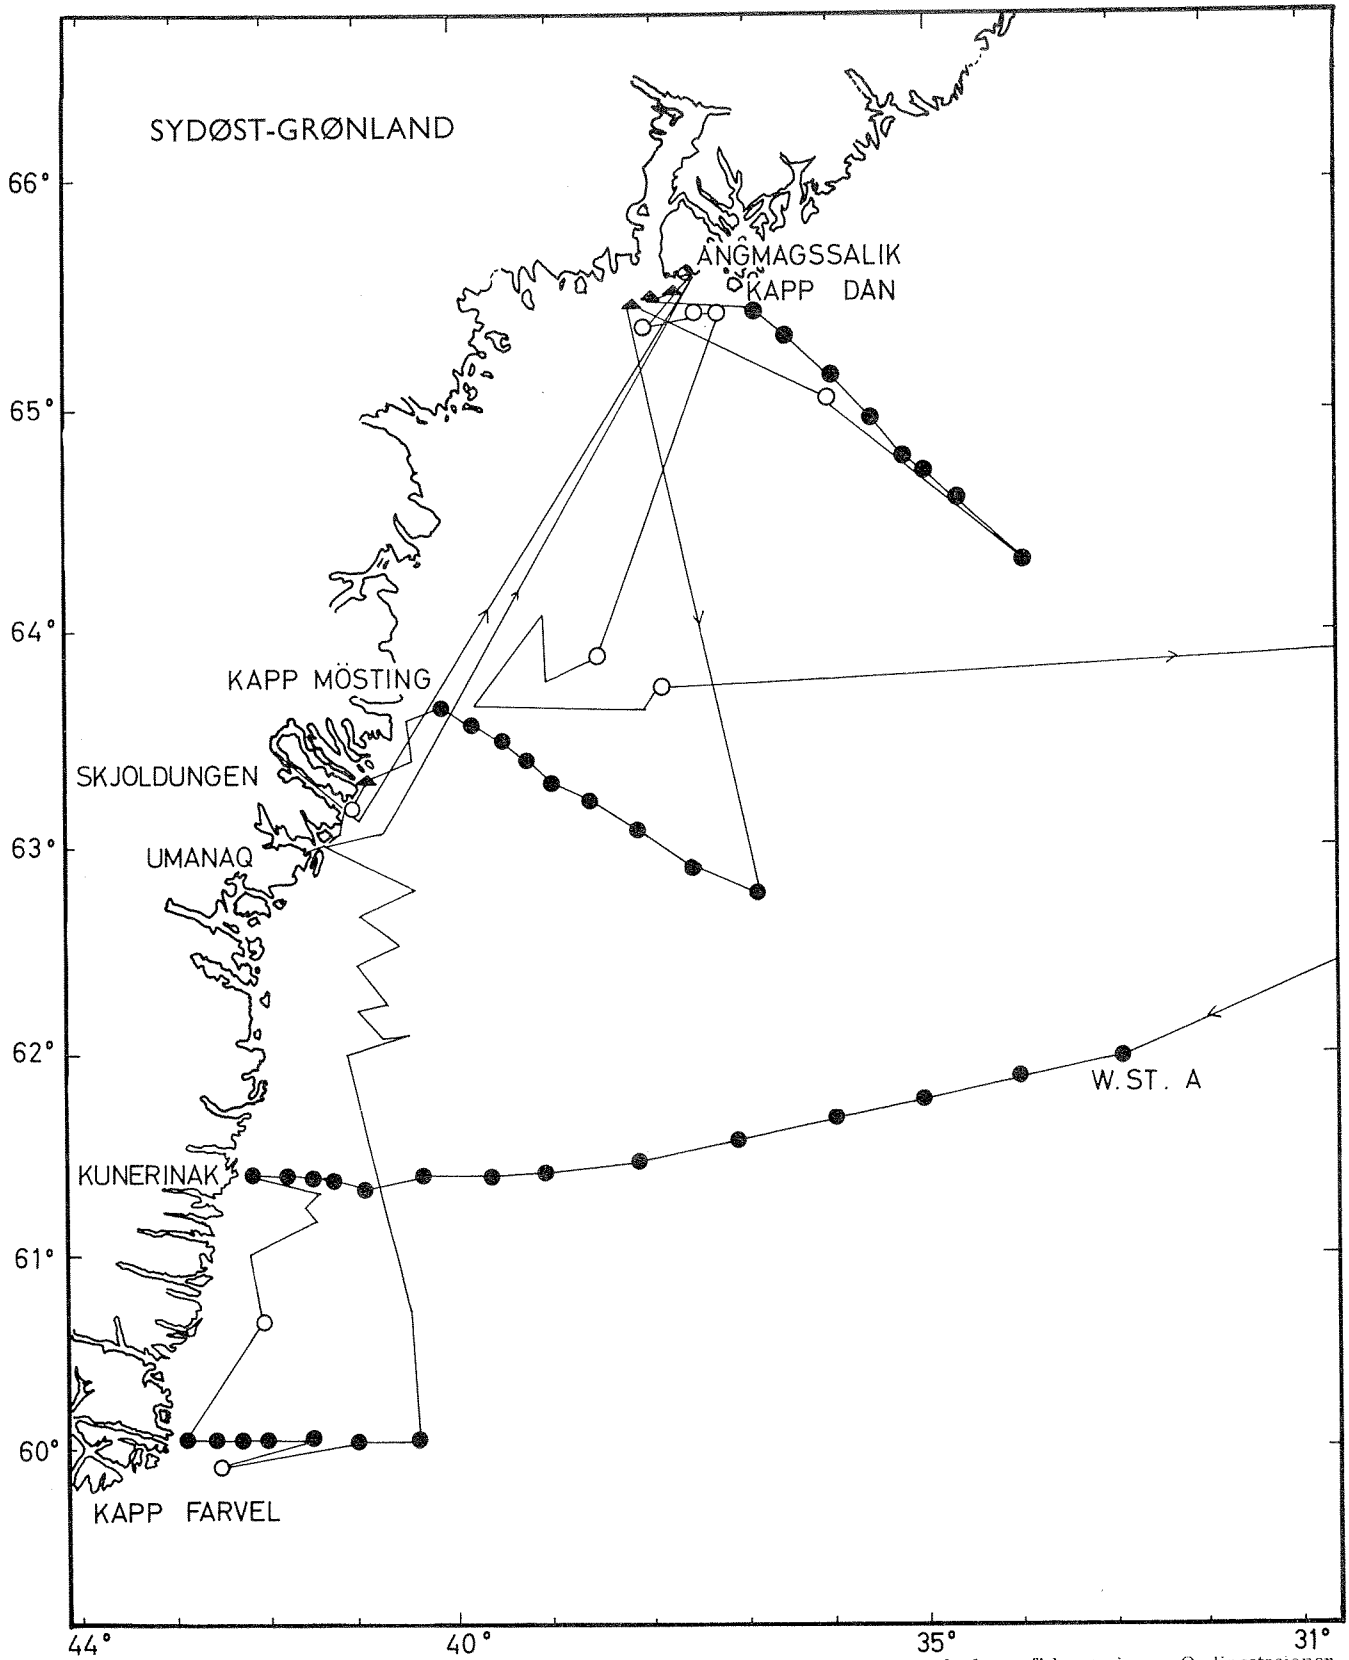 SYDØST-GRØNLAND
66°
ANGMAGSSALIK
KAPP DAN
65°
64°
KAPP MÖSTING
SKJOLDUNGEN
63°
UMANAQ
62°
W.ST. A
KUNERINAK
61°
60°
KAPP FARVEL
44° 40° 35° 31°